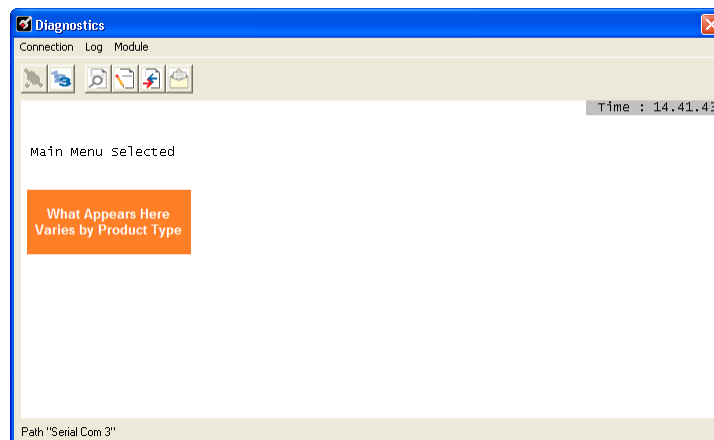 Diagnostics
Connection Log Module
Time : 14.41.43
Main Menu Selected
What Appears Here
Varies by Product Type
Path "Serial Com 3"